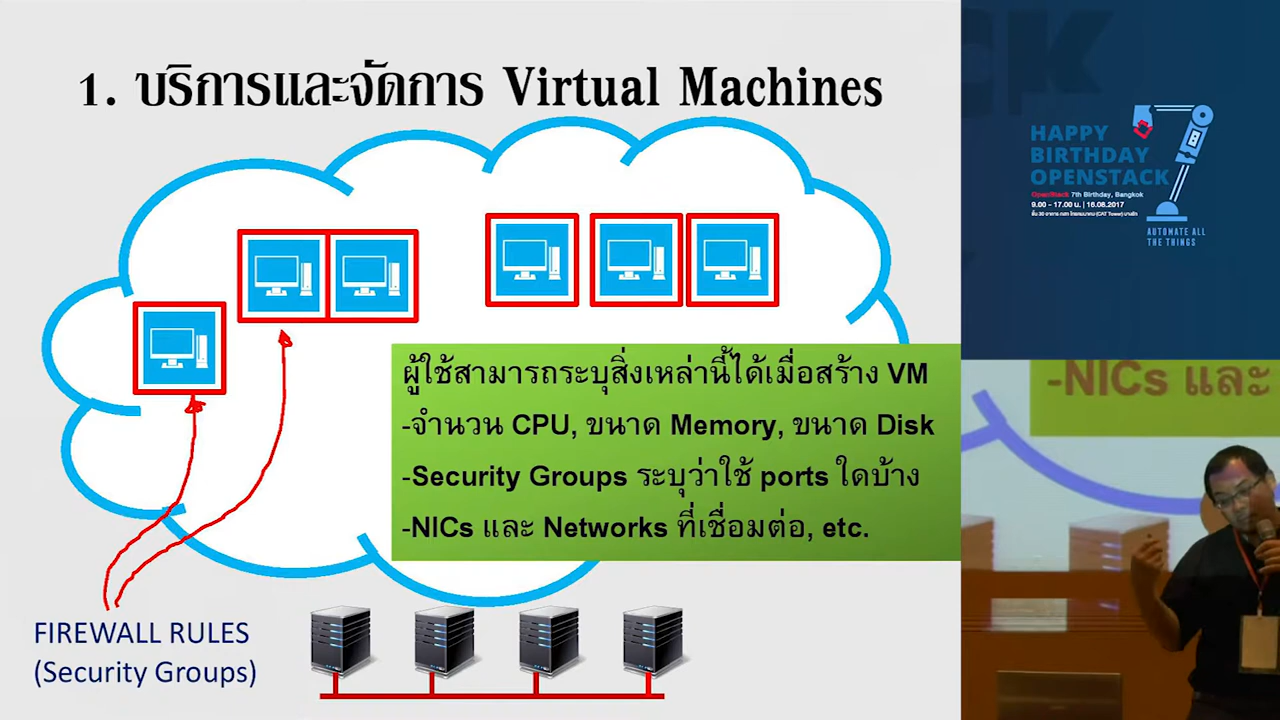 1. บริการและจัดการ Virtual Machines
ผู้ใช้สามารถระบุสิ่งเหล่านี้ได้เมื่อสร้าง VM
-จำนวน CPU, ขนาด Memory, ขนาด Disk
-Security Groups ระบุว่าใช้ ports ใดบ้าง
-NICs และ Networks ที่เชื่อมต่อ, etc.
FIREWALL RULES
(Security Groups)
HAPPY
BIRTHDAY
OPENSTACK
OpenStack 7th Birthday, Bangkok
9.00 - 17.00 น. | 16.08.2017
AUTOMATE ALL
THE THINGS
-NICs และ